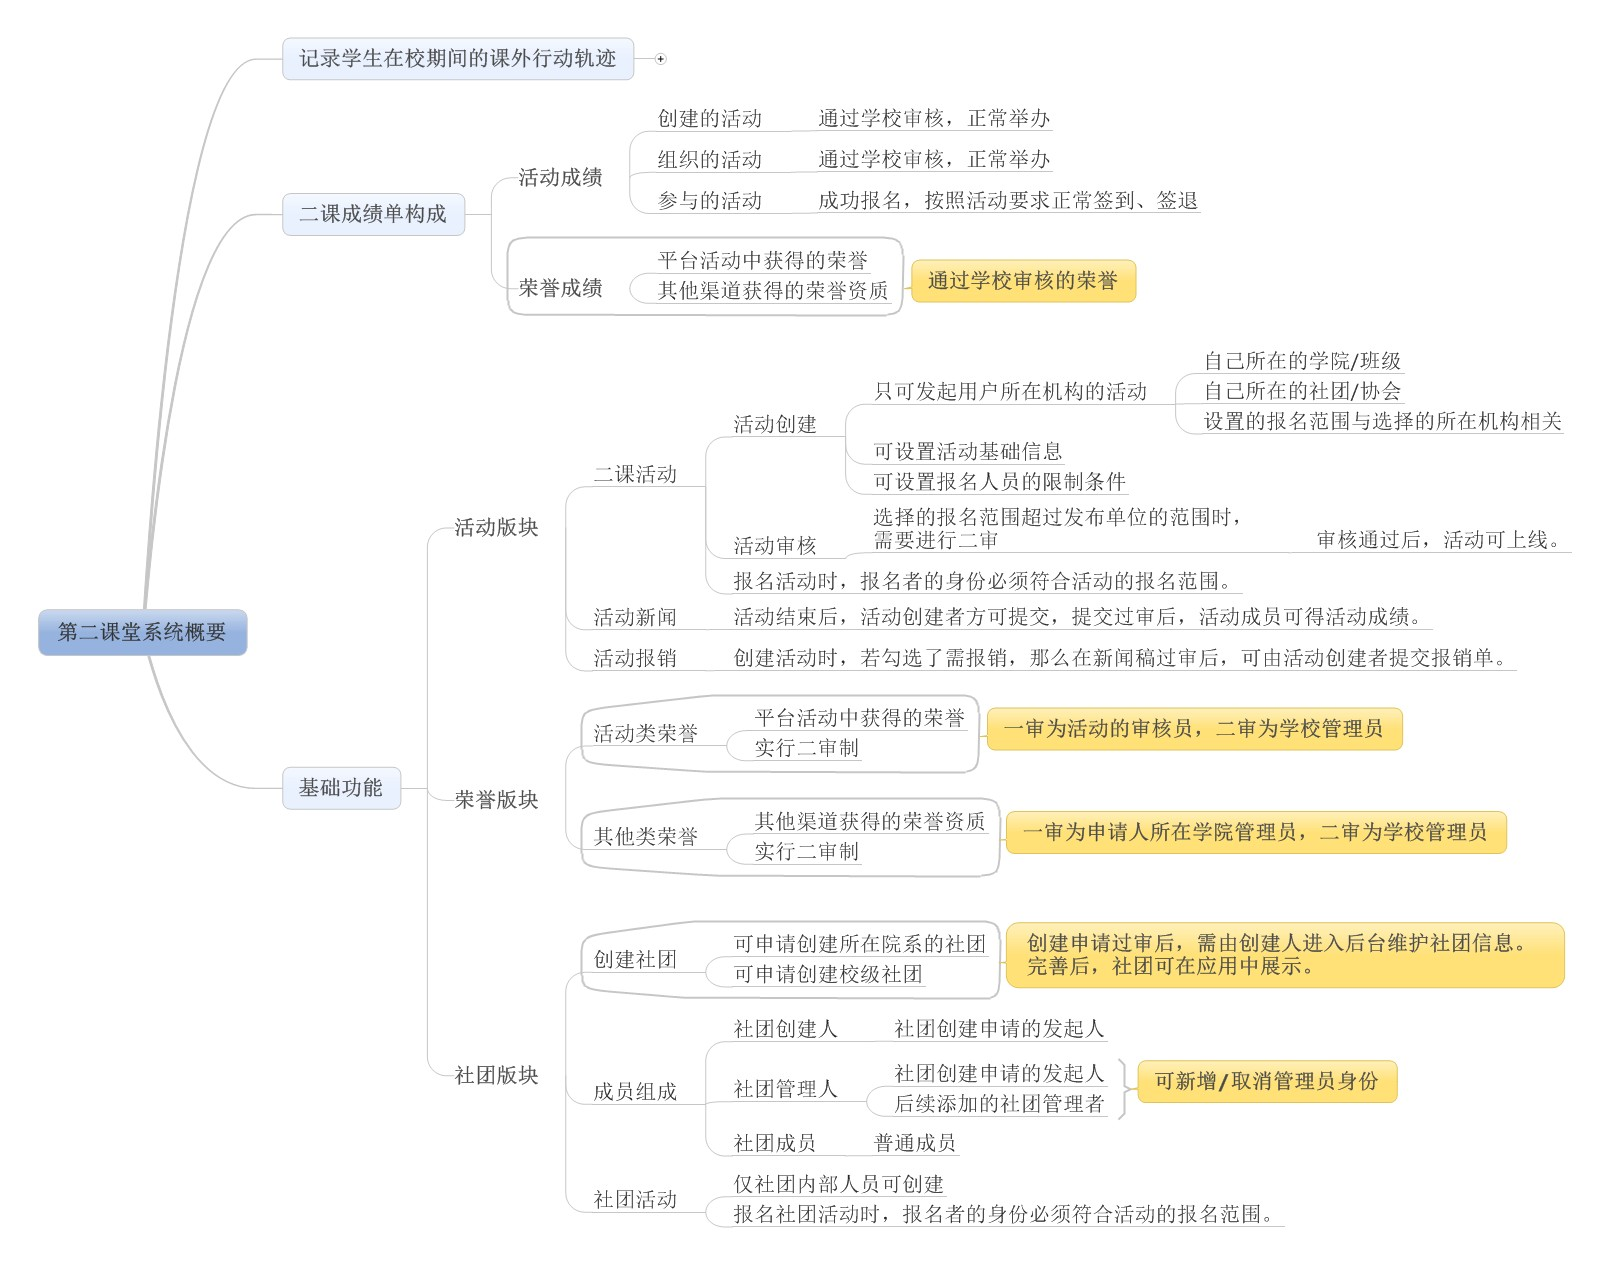 记录学生在校期间的课外行动轨迹
创建的活动
通过学校审核，正常举办
组织的活动
通过学校审核，正常举办
活动成绩
参与的活动
成功报名，按照活动要求正常签到、签退
二课成绩单构成
平台活动中获得的荣誉
荣誉成绩
其他渠道获得的荣誉资质
通过学校审核的荣誉
自己所在的学院/班级
只可发起用户所在机构的活动
自己所在的社团/协会
设置的报名范围与选择的所在机构相关
活动创建
可设置活动基础信息
可设置报名人员的限制条件
二课活动
选择的报名范围超过发布单位的范围时，
需要进行二审
审核通过后，活动可上线。
活动审核
报名活动时，报名者的身份必须符合活动的报名范围。
活动版块
活动新闻
活动结束后，活动创建者方可提交，提交过审后，活动成员可得活动成绩。
活动报销
创建活动时，若勾选了需报销，那么在新闻稿过审后，可由活动创建者提交报销单。
第二课堂系统概要
平台活动中获得的荣誉
活动类荣誉
实行二审制
一审为活动的审核员，二审为学校管理员
基础功能
荣誉版块
其他渠道获得的荣誉资质
其他类荣誉
实行二审制
一审为申请人所在学院管理员，二审为学校管理员
可申请创建所在院系的社团
创建社团
可申请创建校级社团
创建申请过审后，需由创建人进入后台维护社团信息。
完善后，社团可在应用中展示。
社团创建人
社团创建申请的发起人
社团版块
成员组成
社团管理人
社团创建申请的发起人
后续添加的社团管理者
可新增/取消管理员身份
社团成员
普通成员
仅社团内部人员可创建
社团活动
报名社团活动时，报名者的身份必须符合活动的报名范围。